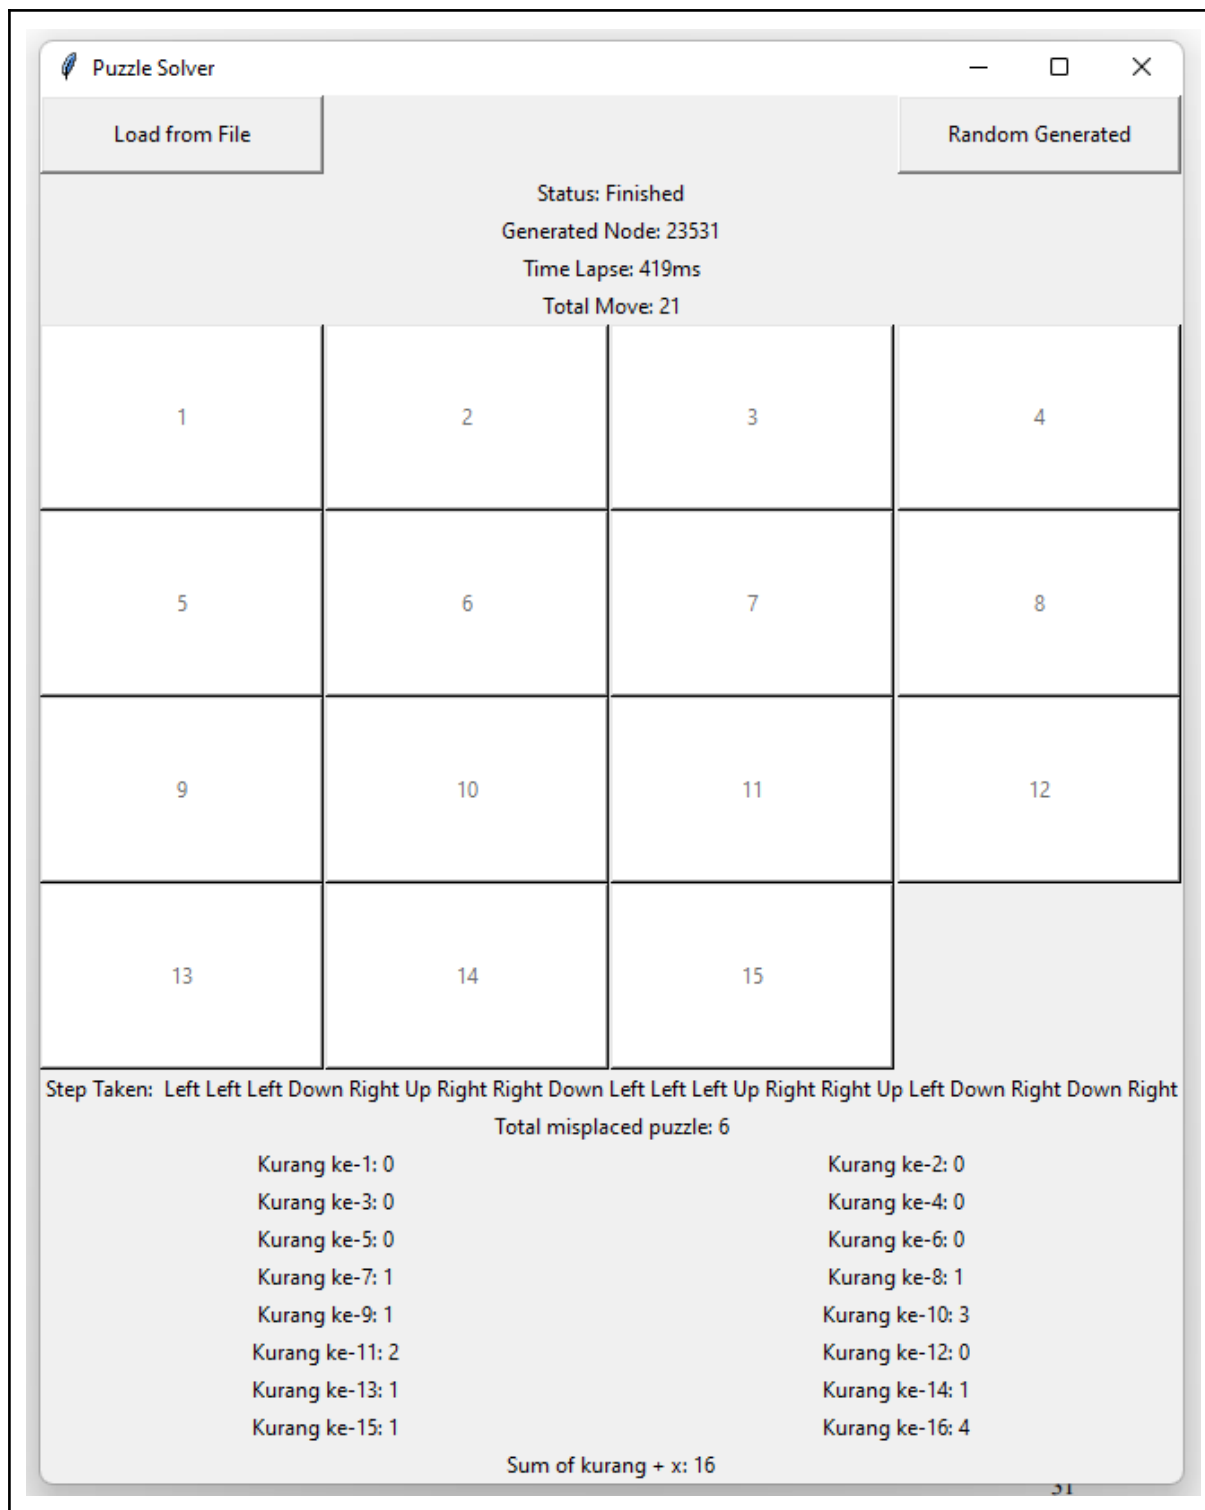 Puzzle Solver
Load from File Random Generated
Status: Finished
Generated Node: 23531
Time Lapse: 419ms
Total Move: 21
1 2 3 4
5 6 7 8
9 10 11 12
13 14 15
Step Taken: Left Left Left Down Right Up Right Right Down Left Left Left Up Right Right Up Left Down Right Down Right
Total misplaced puzzle: 6
Kurang ke-1: 0 Kurang ke-2: 0
Kurang ke-3: 0 Kurang ke-4: 0
Kurang ke-5: 0 Kurang ke-6: 0
Kurang ke-7: 1 Kurang ke-8: 1
Kurang ke-9: 1 Kurang ke-10: 3
Kurang ke-11: 2 Kurang ke-12: 0
Kurang ke-13: 1 Kurang ke-14: 1
Kurang ke-15: 1 Kurang ke-16: 4
Sum of kurang + x: 16